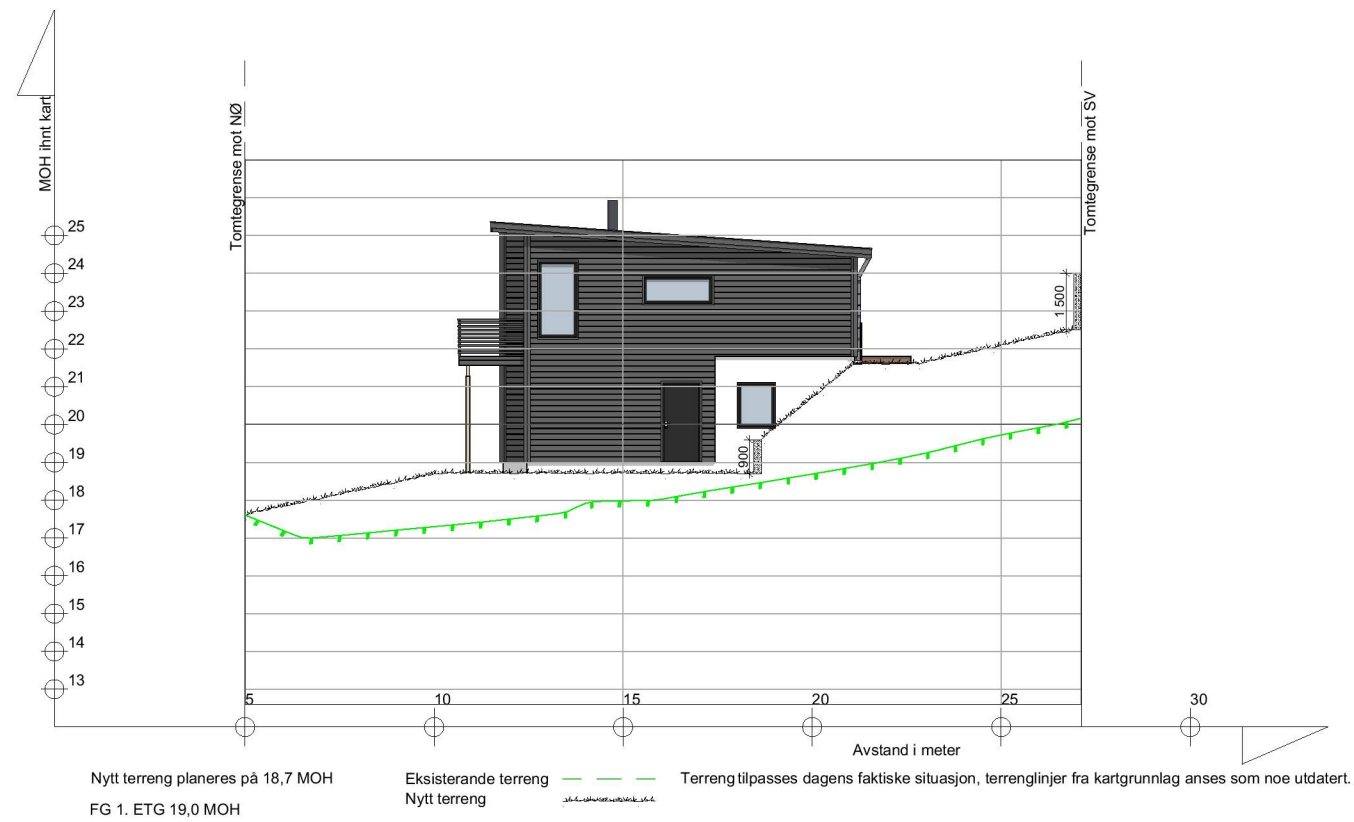 MOH ihnt kart
Tomtegrense mot NØ
Tomtegrense mot SV
25
24
23
22
21
20
19
18
17
16
15
14
13
1 500
900
5
10
15
20
25
30
Avstand i meter
Nytt terreng planeres på 18,7 MOH
FG 1. ETG 19,0 MOH
Eksisterande terreng
Nytt terreng
Terreng tilpasses dagens faktiske situasjon, terrenglinjer fra kartgrunnlag anses som noe utdatert.